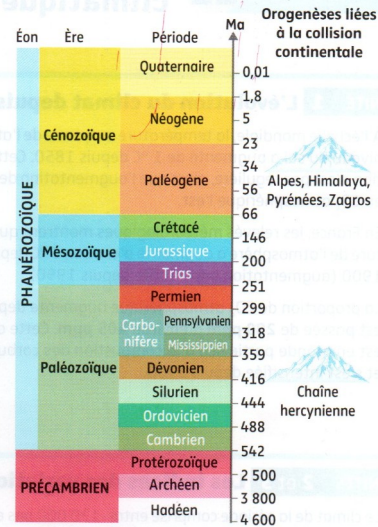 Ma
Orogenèses liées
à la collision
continentale
Éon
Ère
Période
PHANÉROZOÏQUE
Cénozoïque
Quaternaire
0,01
1,8
Néogène
5
23
Paléogène
56
Alpes, Himalaya,
Pyrénées, Zagros
66
Mésozoïque
Crétacé
146
Jurassique
200
Trias
251
Paléozoïque
Permien
299
Carbo-
nifère
Pennsylvanien
318
Mississippien
359
Dévonien
416
Silurien
444
Chaîne
hercynienne
Ordovicien
488
Cambrien
542
PRÉCAMBRIEN
Protérozoïque
2 500
Archéen
3 800
Hadéen
4 600